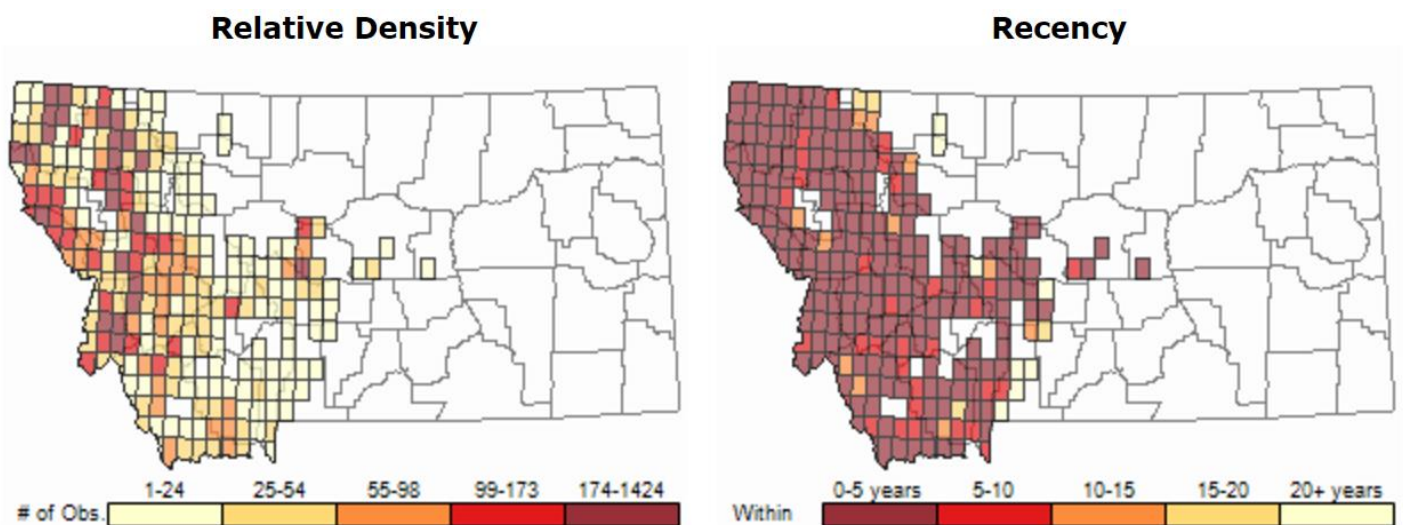 Relative Density
Recency
1-24 25-54 55-98 99-173 174-1424
# of Obs.
0-5 years 5-10 10-15 15-20 20+ years
Within